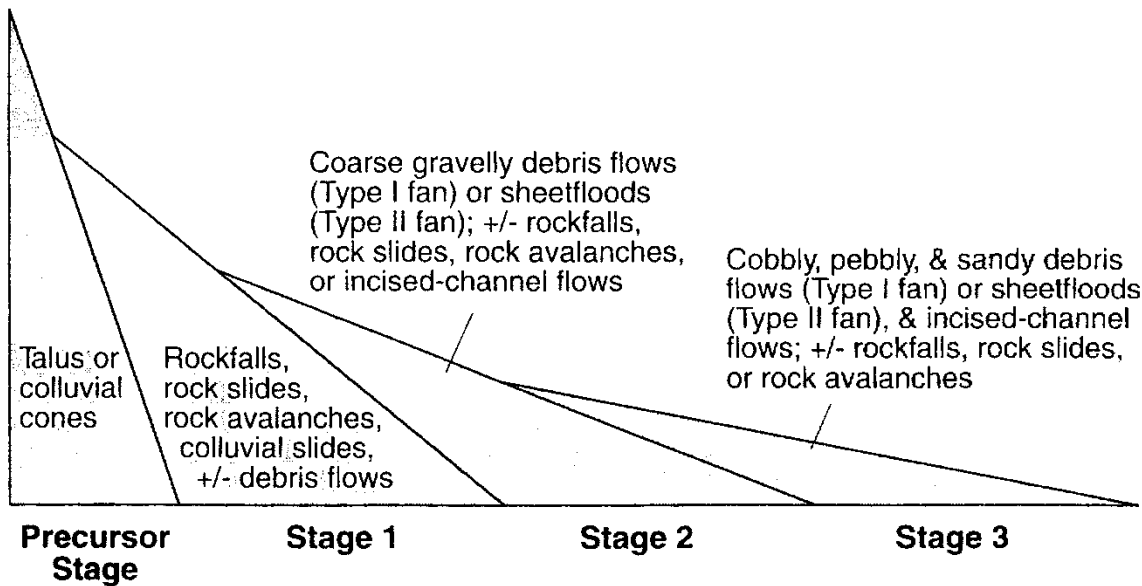 Coarse gravelly debris flows
(Type I fan) or sheetfloods
(Type II fan); +/- rockfalls,
rock slides, rock avalanches,
or incised-channel flows
Cobbly, pebbly, & sandy debris
flows (Type I fan) or sheetfloods
(Type II fan), & incised-channel
flows; +/- rockfalls, rock slides,
or rock avalanches
Talus or
colluvial
cones
Rockfalls,
rock slides,
rock avalanches,
colluvial slides,
+/- debris flows
Precursor
Stage
Stage 1
Stage 2
Stage 3